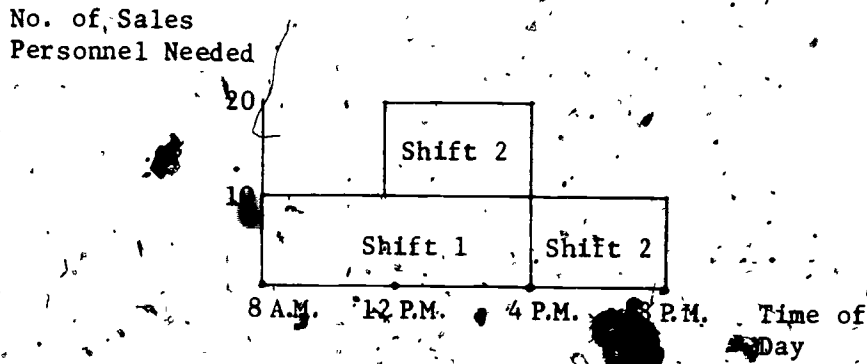 No. of Sales
Personnel Needed
20
Shift 2
10
Shift 1 Shift 2
8 A.M. 12 P.M. 4 P.M. 8 P.M. Time of
Day